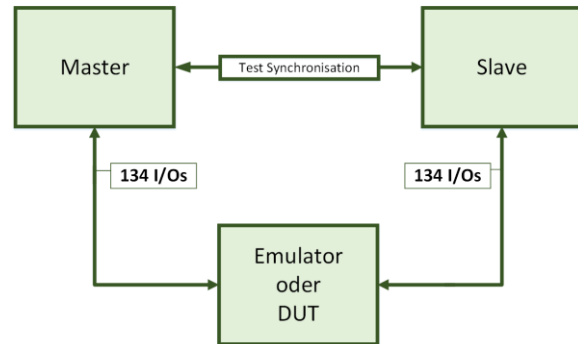 Master
Test Synchronisation
Slave
134 I/Os
134 I/Os
Emulator
oder
DUT